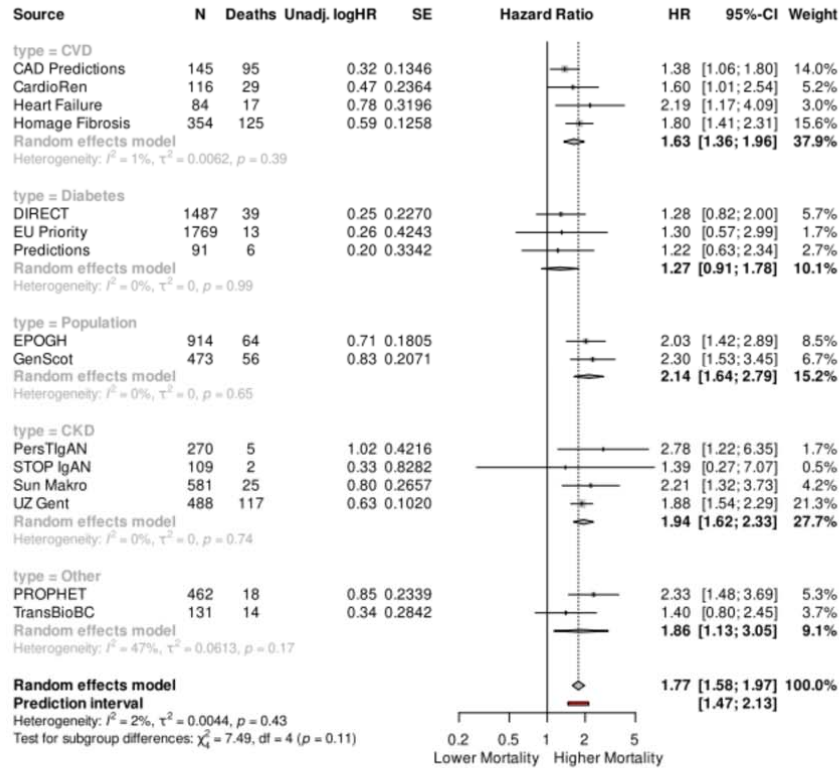 Source N Deaths Unadj. logHR SE Hazard Ratio HR 95%-CI Weight
type = CVD
CAD Predictions 145 95 0.32 0.1346 1.38 [1.06; 1.80] 14.0%
CardioRen 116 29 0.47 0.2364 1.60 [1.01; 2.54] 5.2%
Heart Failure 84 17 0.78 0.3196 2.19 [1.17; 4.09] 3.0%
Homage Fibrosis 354 125 0.59 0.1258 1.80 [1.41; 2.31] 15.6%
Random effects model 1.63 [1.36; 1.96] 37.9%
Heterogeneity: I² = 1%, τ² = 0.0062, p = 0.39
type = Diabetes
DIRECT 1487 39 0.25 0.2270 1.28 [0.82; 2.00] 5.7%
EU Priority 1769 13 0.26 0.4243 1.30 [0.57; 2.99] 1.7%
Predictions 91 6 0.20 0.3342 1.22 [0.63; 2.34] 2.7%
Random effects model 1.27 [0.91; 1.78] 10.1%
Heterogeneity: I² = 0%, τ² = 0, p = 0.99
type = Population
EPOGH 914 64 0.71 0.1805 2.03 [1.42; 2.89] 8.5%
GenScot 473 56 0.83 0.2071 2.30 [1.53; 3.45] 6.7%
Random effects model 2.14 [1.64; 2.79] 15.2%
Heterogeneity: I² = 0%, τ² = 0, p = 0.65
type = CKD
PersTIgAN 270 5 1.02 0.4216 2.78 [1.22; 6.35] 1.7%
STOP IgAN 109 2 0.33 0.8282 1.39 [0.27; 7.07] 0.5%
Sun Makro 581 25 0.80 0.2657 2.21 [1.32; 3.73] 4.2%
UZ Gent 488 117 0.63 0.1020 1.88 [1.54; 2.29] 21.3%
Random effects model 1.94 [1.62; 2.33] 27.7%
Heterogeneity: I² = 0%, τ² = 0, p = 0.74
type = Other
PROPHET 462 18 0.85 0.2339 2.33 [1.48; 3.69] 5.3%
TransBioBC 131 14 0.34 0.2842 1.40 [0.80; 2.45] 3.7%
Random effects model 1.86 [1.13; 3.05] 9.1%
Heterogeneity: I² = 47%, τ² = 0.0613, p = 0.17
Random effects model 1.77 [1.58; 1.97] 100.0%
Prediction interval [1.47; 2.13]
Heterogeneity: I² = 2%, τ² = 0.0044, p = 0.43
Test for subgroup differences: χ²₄ = 7.49, df = 4 (p = 0.11)
0.2 0.5 1 2 5
Lower Mortality Higher Mortality